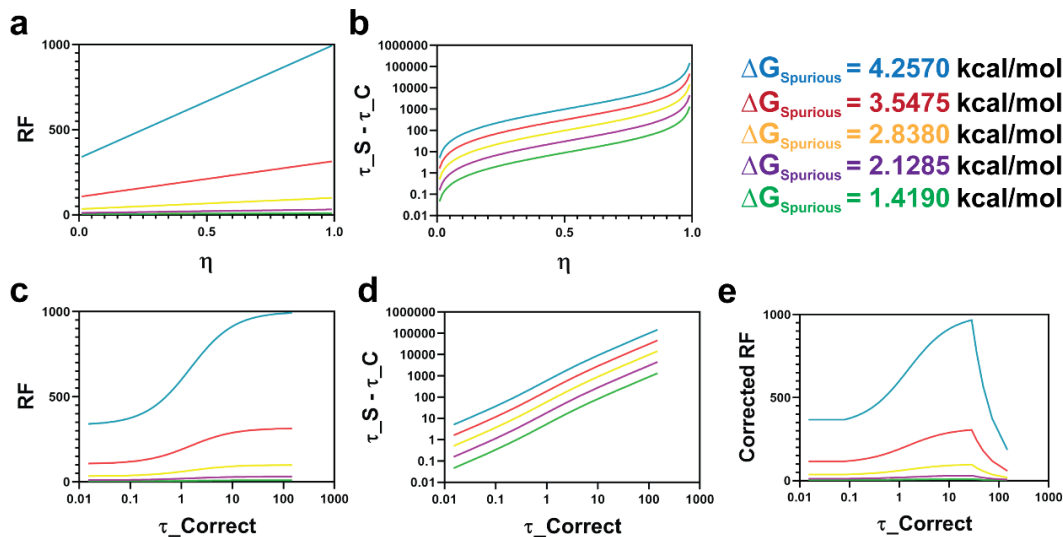 a
1000
500
0
RF
0.0
0.5
1.0
η
b
1000000
100000
10000
1000
100
10
1
0.1
0.01
τ_S - τ_C
0.0
0.5
1.0
η
ΔGSpurious = 4.2570 kcal/mol
ΔGSpurious = 3.5475 kcal/mol
ΔGSpurious = 2.8380 kcal/mol
ΔGSpurious = 2.1285 kcal/mol
ΔGSpurious = 1.4190 kcal/mol
c
1000
500
0
RF
0.01
0.1
1
10
100
1000
τ_Correct
d
1000000
100000
10000
1000
100
10
1
0.1
0.01
τ_S - τ_C
0.01
0.1
1
10
100
1000
τ_Correct
e
1000
500
0
Corrected RF
0.01
0.1
1
10
100
1000
τ_Correct